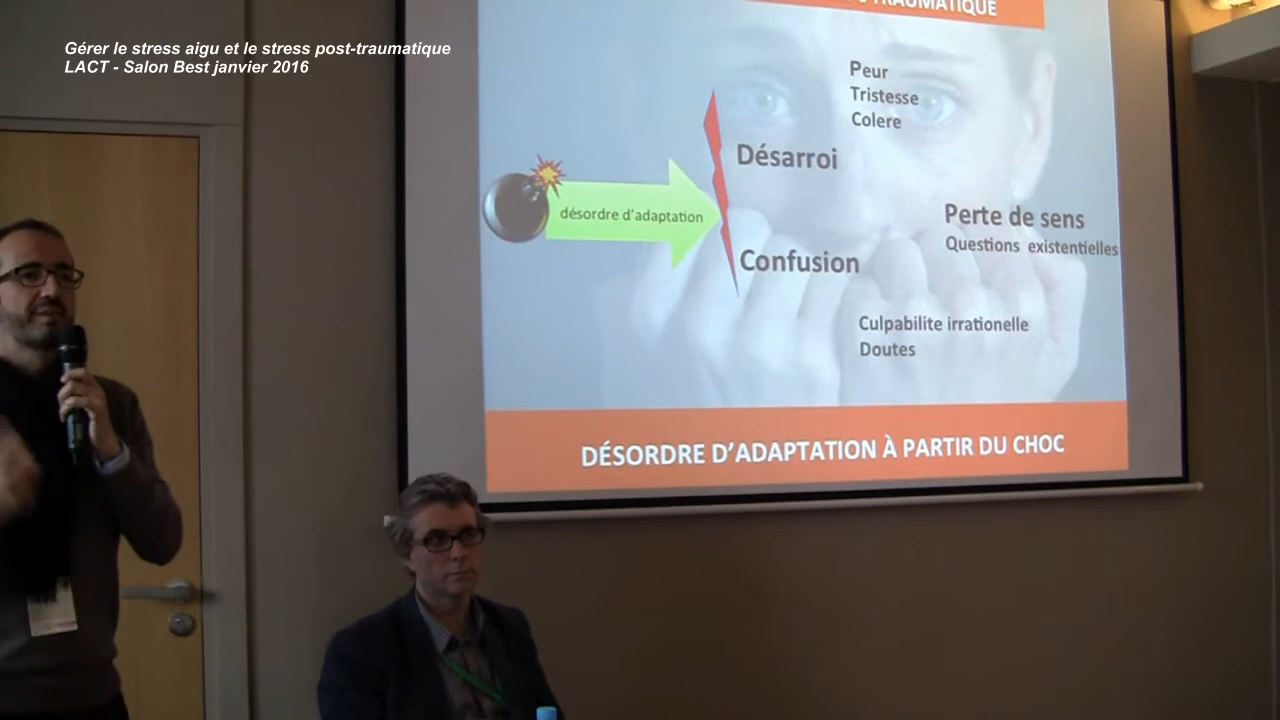 Gérer le stress aigu et le stress post-traumatique
LACT - Salon Best janvier 2016
TRAUMATIQUE
Peur
Tristesse
Colere
Désarroi
désordre d'adaptation
Perte de sens
Questions existentielles
Confusion
Culpabilite irrationelle
Doutes
DÉSORDRE D'ADAPTATION À PARTIR DU CHOC